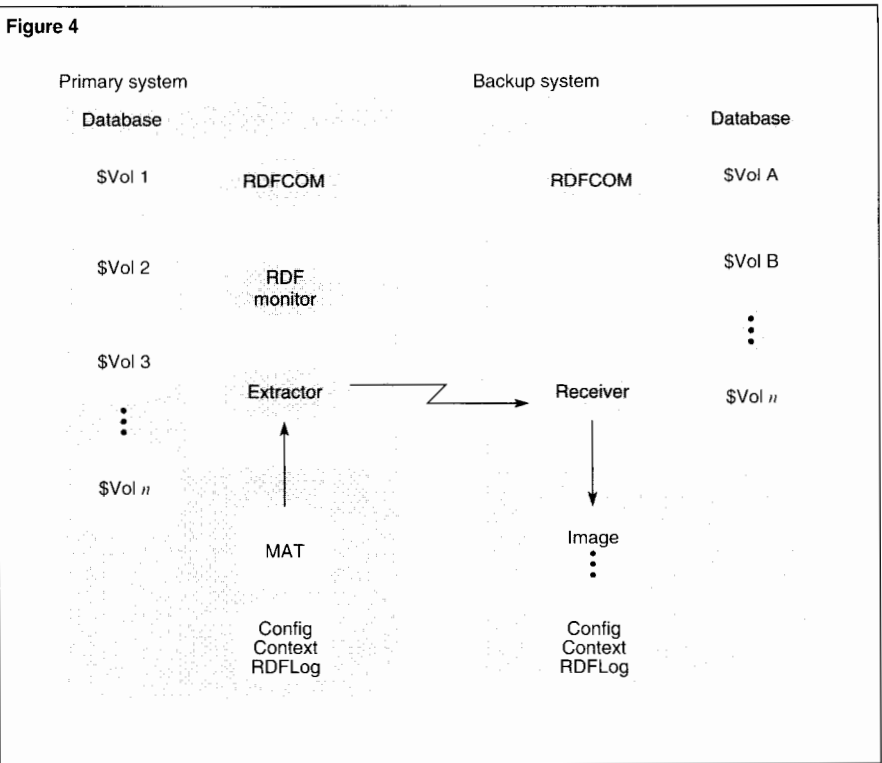 Figure 4
Primary system
Backup system
Database
Database
$Vol 1
RDFCOM
RDFCOM
$Vol A
$Vol 2
RDF
monitor
$Vol B
$Vol 3
Extractor
Receiver
$Vol n
$Vol n
MAT
Image
Config
Context
RDFLog
Config
Context
RDFLog